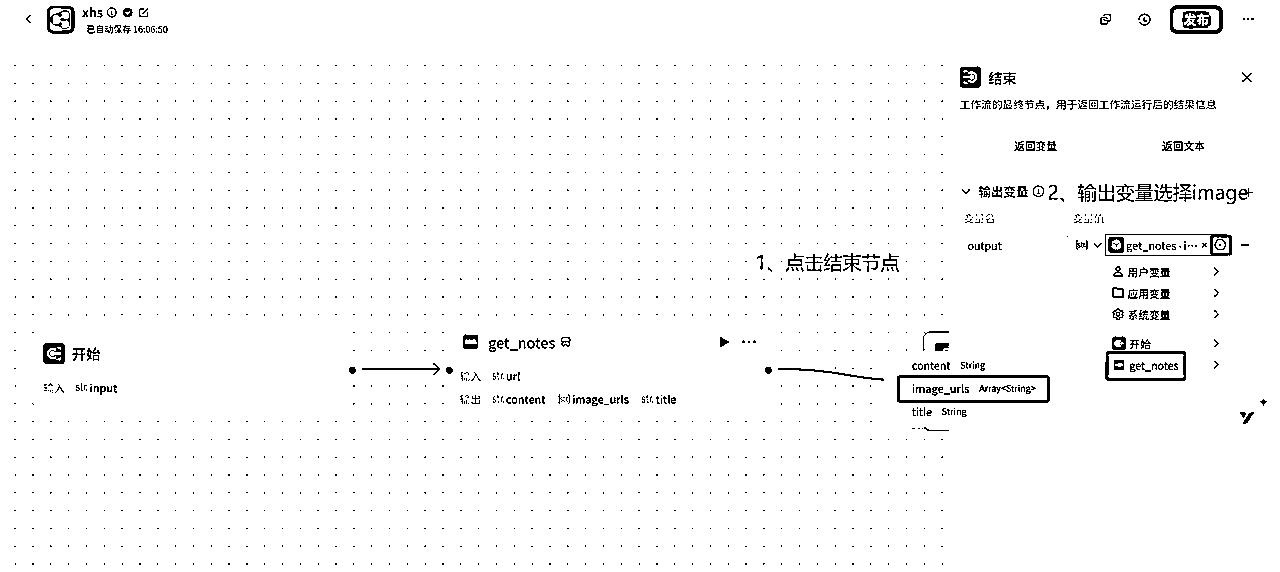 xhs
已自动保存 16:06:50
发布
结束
工作流的最终节点，用于返回工作流运行后的结果信息
返回变量 返回文本
输出变量 2、输出变量选择image
变量名 变量值
output get_notes · i···
1、点击结束节点
用户变量
应用变量
系统变量
开始
get_notes
开始
输入 str. input
get_notes
输入 str. url
输出 str. content [str] image_urls str. title
content String
image_urls Array<String>
title String